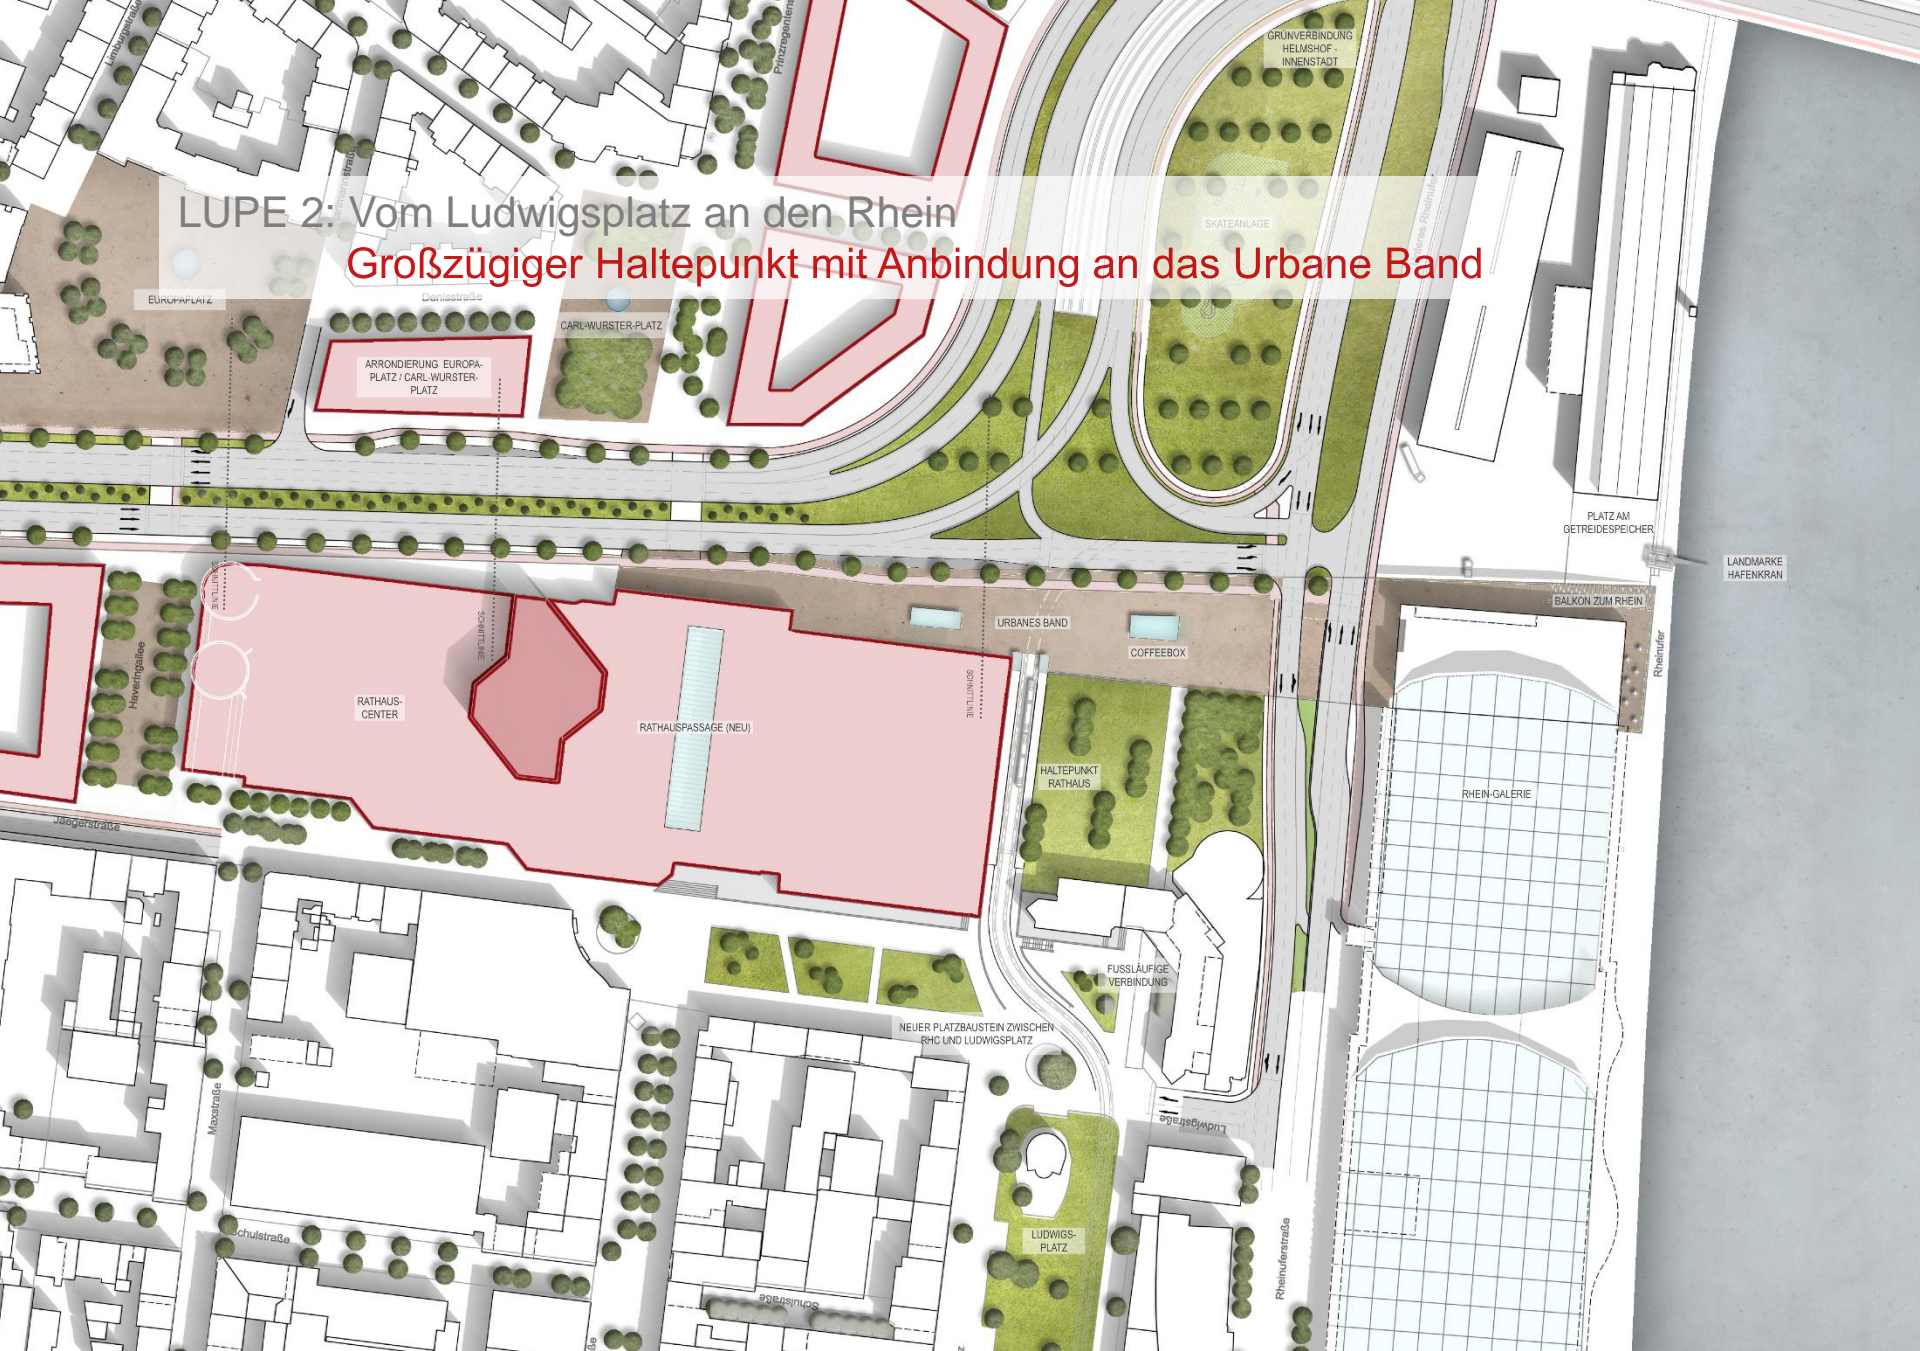 Limburgstraße
GRÜNVERBINDUNG
HELMSHOF -
INNENSTADT
LUPE 2: Vom Ludwigsplatz an den Rhein
Großzügiger Haltepunkt mit Anbindung an das Urbane Band
SKATEANLAGE
EUROPAPLATZ
Denisstraße
CARL-WURSTER-PLATZ
ARRONDIERUNG EUROPA-
PLATZ / CARL-WURSTER-
PLATZ
PLATZ AM
GETREIDESPEICHER
LANDMARKE
HAFENKRAN
BALKON ZUM RHEIN
SCHNITTLINIE
SCHNITTLINIE
SCHNITTLINIE
URBANES BAND
COFFEEBOX
Rheinufer
Haveringallee
RATHAUS-
CENTER
RATHAUSPASSAGE (NEU)
HALTEPUNKT
RATHAUS
RHEIN-GALERIE
Jaegerstraße
FUSSLÄUFIGE
VERBINDUNG
NEUER PLATZBAUSTEIN ZWISCHEN
RHC UND LUDWIGSPLATZ
Maxstraße
Ludwigstraße
LUDWIGS-
PLATZ
Schulstraße
Rheinuferstraße
Schulstraße